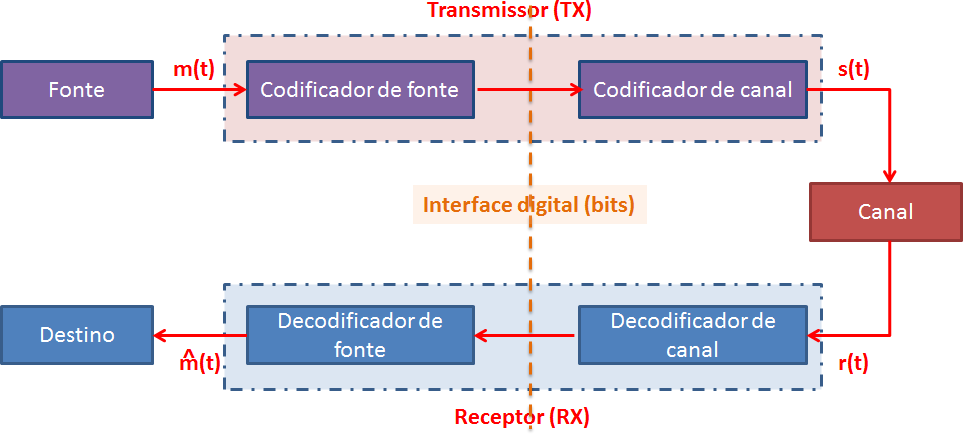 Transmissor (TX)
Fonte
m(t)
Codificador de fonte
Codificador de canal
s(t)
Interface digital (bits)
Canal
Destino
m̂(t)
Decodificador de
fonte
Decodificador de
canal
r(t)
Receptor (RX)